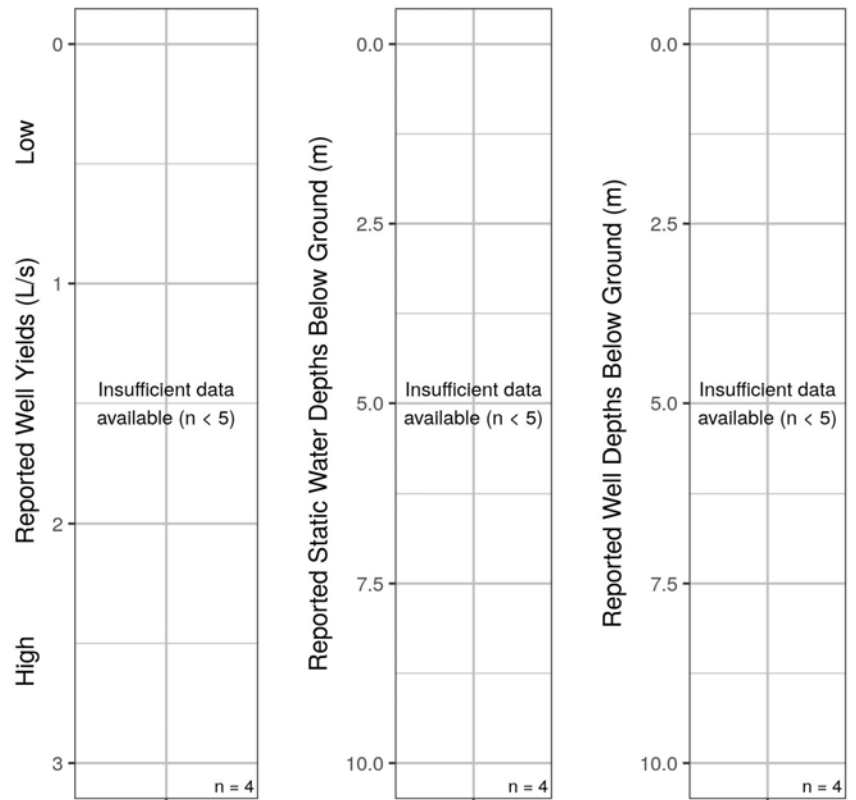 Reported Well Yields (L/s)
Low
High
0
1
2
3
Insufficient data
available (n < 5)
n = 4
Reported Static Water Depths Below Ground (m)
0.0
2.5
5.0
7.5
10.0
Insufficient data
available (n < 5)
n = 4
Reported Well Depths Below Ground (m)
0.0
2.5
5.0
7.5
10.0
Insufficient data
available (n < 5)
n = 4